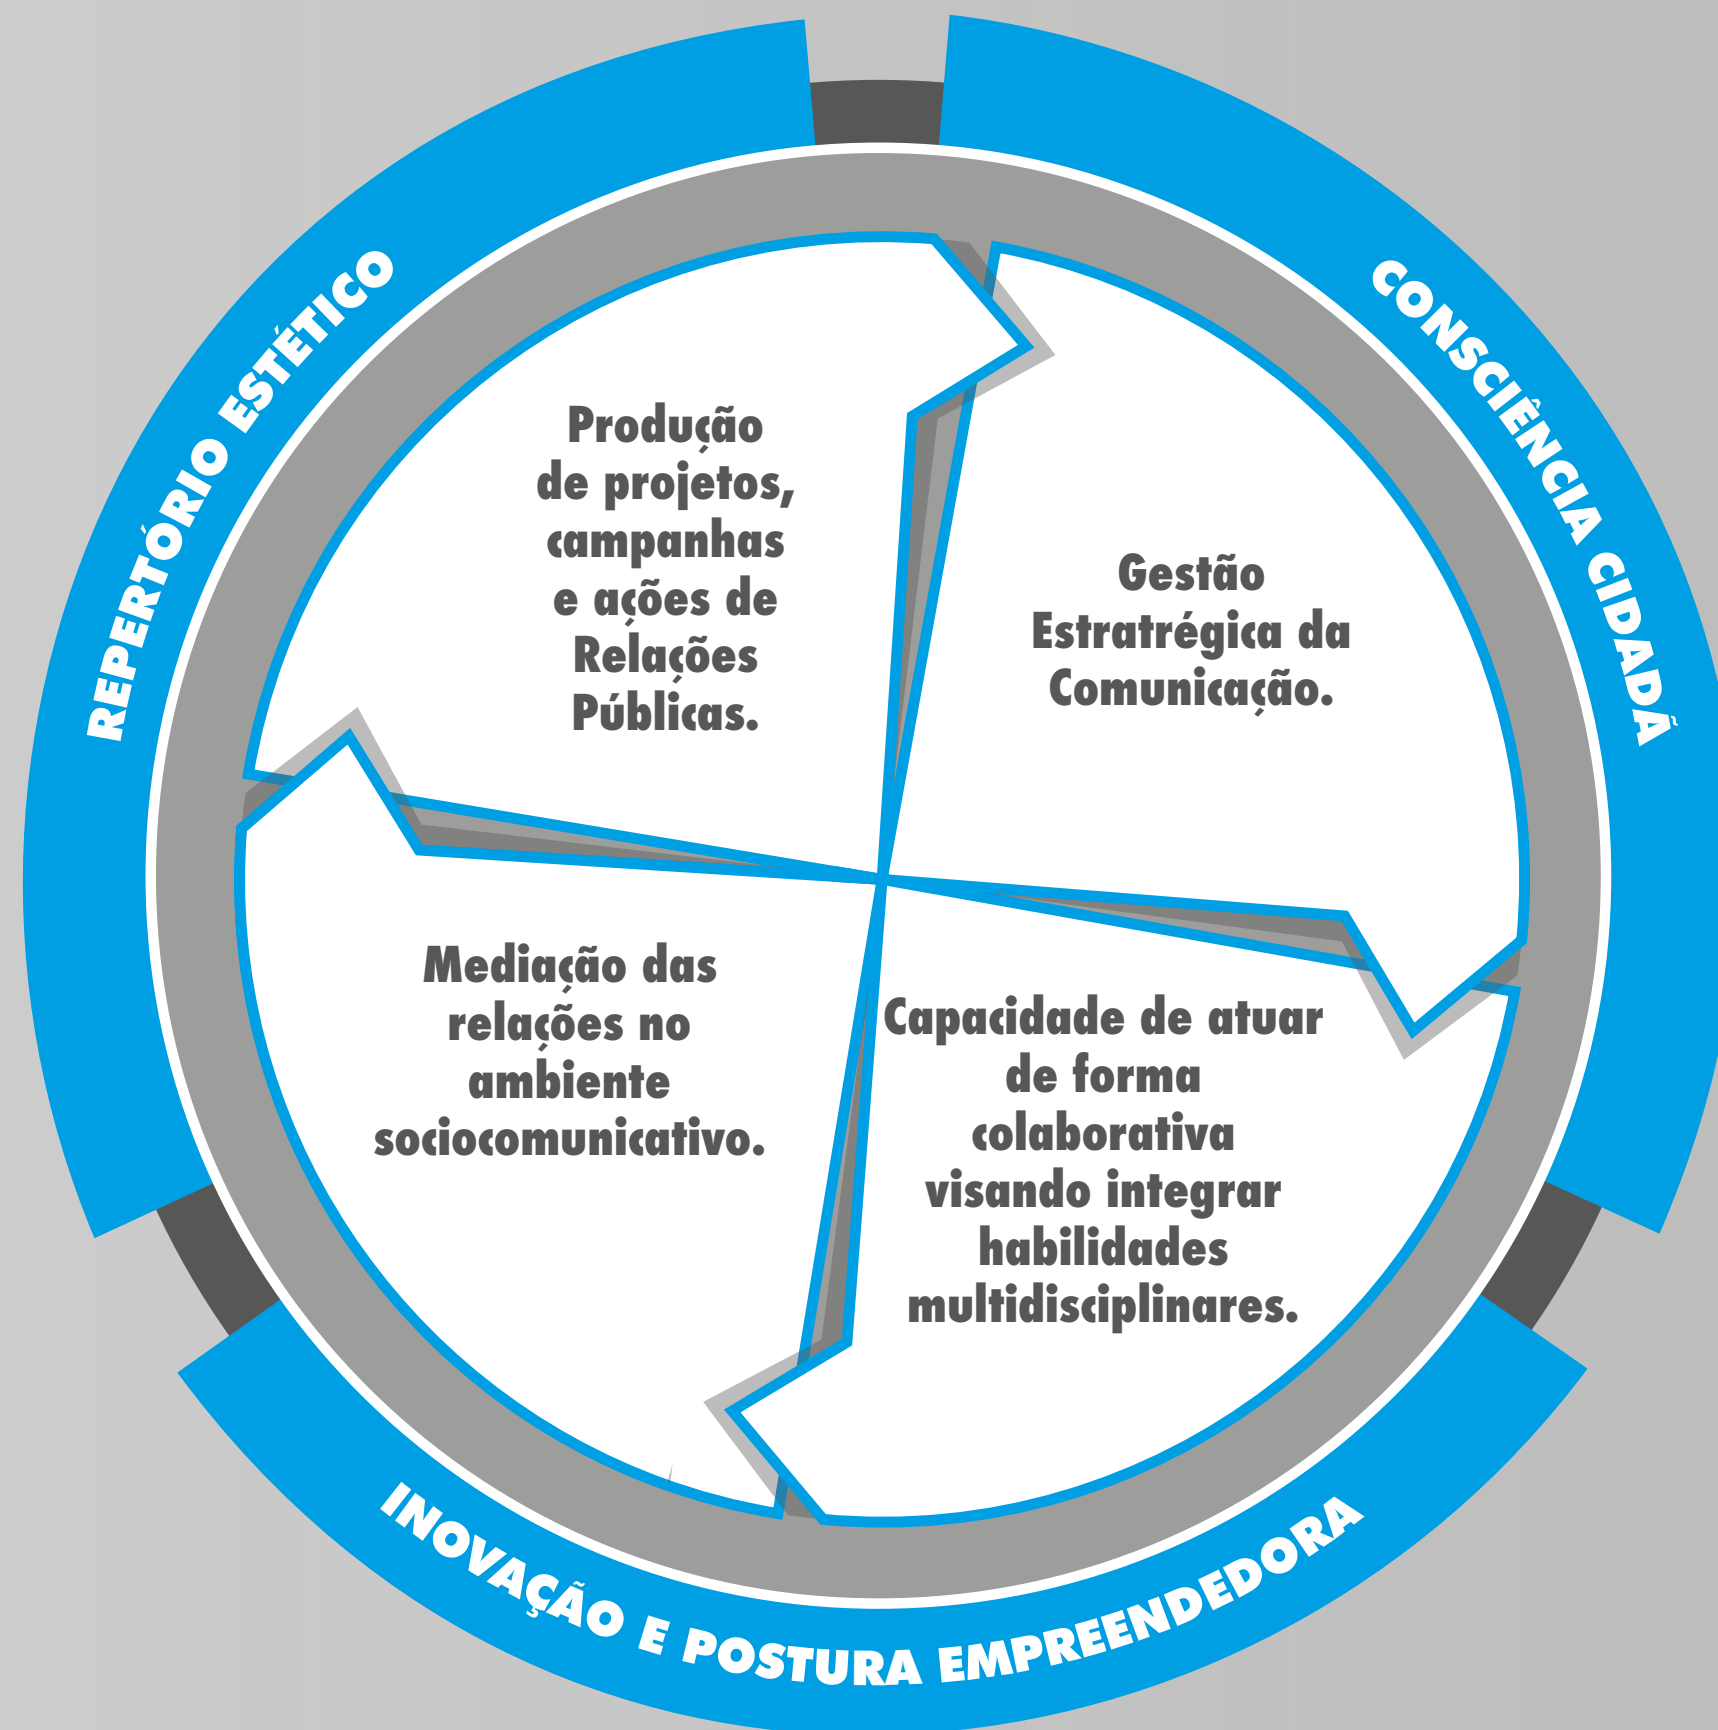 REPERTÓRIO ESTÉTICO
CONSCIÊNCIA CIDADÃ
Produção
de projetos,
campanhas
e ações de
Relações
Públicas.
Gestão
Estratrégica da
Comunicação.
Mediação das
relações no
ambiente
sociocomunicativo.
Capacidade de atuar
de forma
colaborativa
visando integrar
habilidades
multidisciplinares.
INOVAÇÃO E POSTURA EMPREENDEDORA